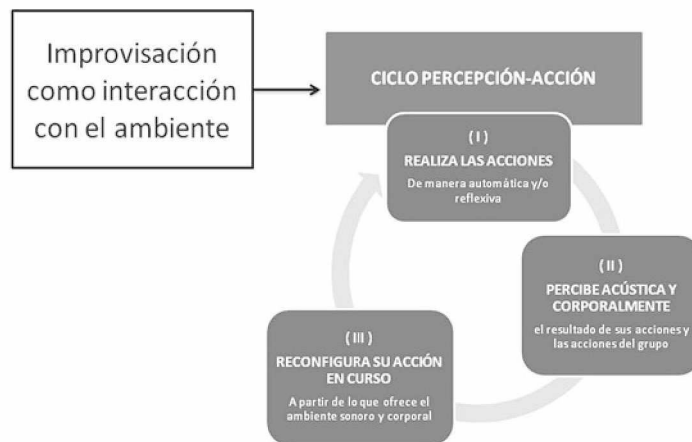 Improvisación
como interacción
con el ambiente
CICLO PERCEPCIÓN-ACCIÓN
( I )
REALIZA LAS ACCIONES
De manera automática y/o
reflexiva
( II )
PERCIBE ACÚSTICA Y
CORPORALMENTE
el resultado de sus acciones y
las acciones del grupo
( III )
RECONFIGURA SU ACCIÓN
EN CURSO
A partir de lo que ofrece el
ambiente sonoro y corporal